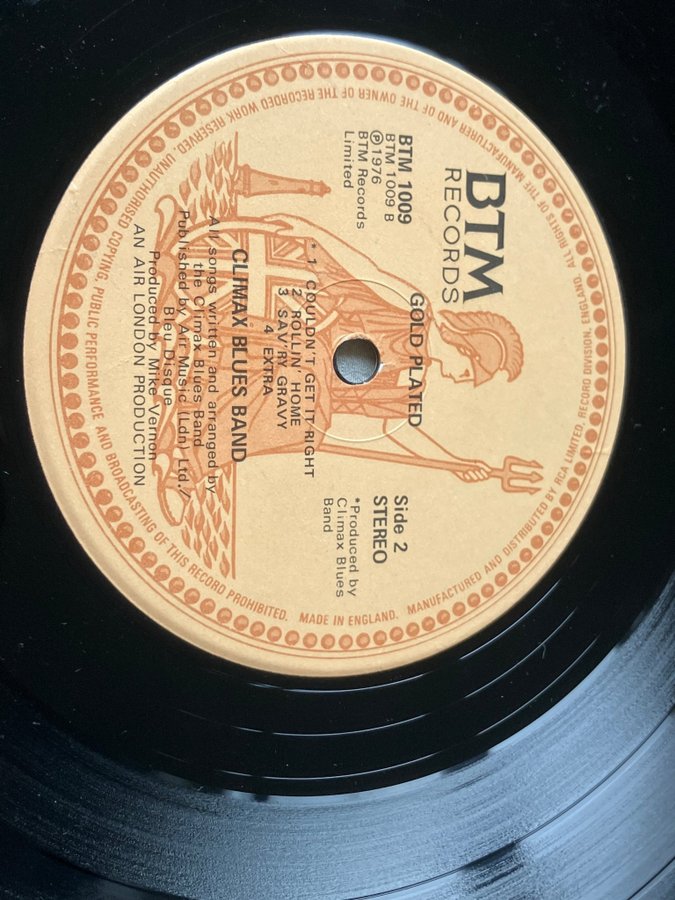 BTM
RECORDS
BTM 1009
BTM 1009 B
Ⓟ1976
BTM Records
Limited
Side 2
STEREO
*Produced by
Climax Blues
Band
GOLD PLATED
* 1 COULDN'T GET IT RIGHT
2 ROLLIN' HOME
3 SAV'RY GRAVY
4 EXTRA
CLIMAX BLUES BAND
All songs written and arranged by
the Climax Blues Band
Published by Air Music (Ldn) Ltd./
Bleu Disque
Produced by Mike Vernon
AN AIR LONDON PRODUCTION
MANUFACTURED AND DISTRIBUTED BY RCA LIMITED, RECORD DIVISION, ENGLAND. ALL RIGHTS OF THE MANUFACTURER AND OF THE OWNER OF THE RECORDED WORK RESERVED. UNAUTHORISED COPYING, PUBLIC PERFORMANCE AND BROADCASTING OF THIS RECORD PROHIBITED. MADE IN ENGLAND.